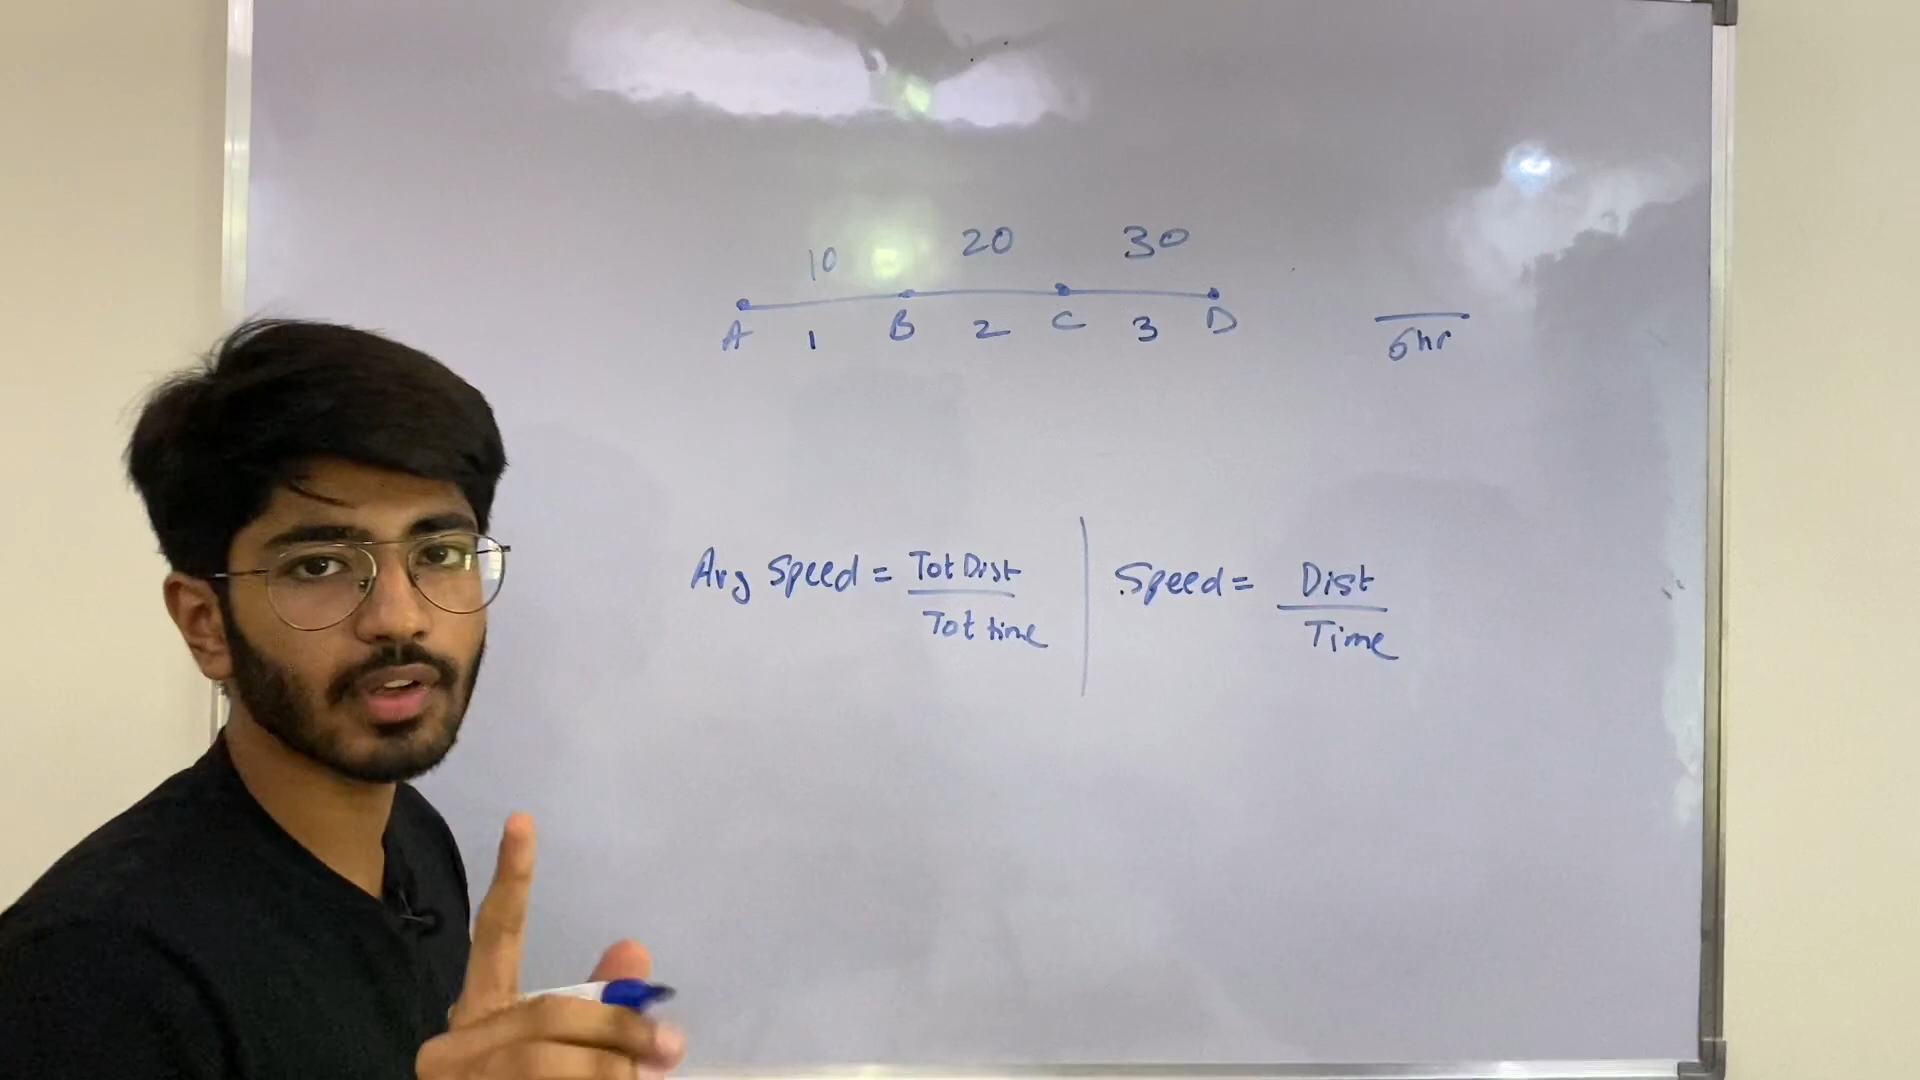 10 20 30
A 1 B 2 C 3 D
6hr
Avg Speed = Tot Dist
Tot time
Speed = Dist
Time